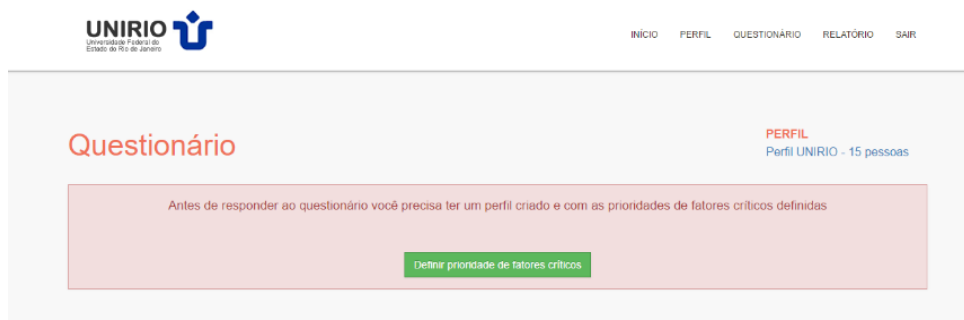 UNIRIO
Universidade Federal do
Estado do Rio de Janeiro
INÍCIO PERFIL QUESTIONÁRIO RELATÓRIO SAIR
Questionário
PERFIL
Perfil UNIRIO - 15 pessoas
Antes de responder ao questionário você precisa ter um perfil criado e com as prioridades de fatores críticos definidas
Definir prioridade de fatores críticos